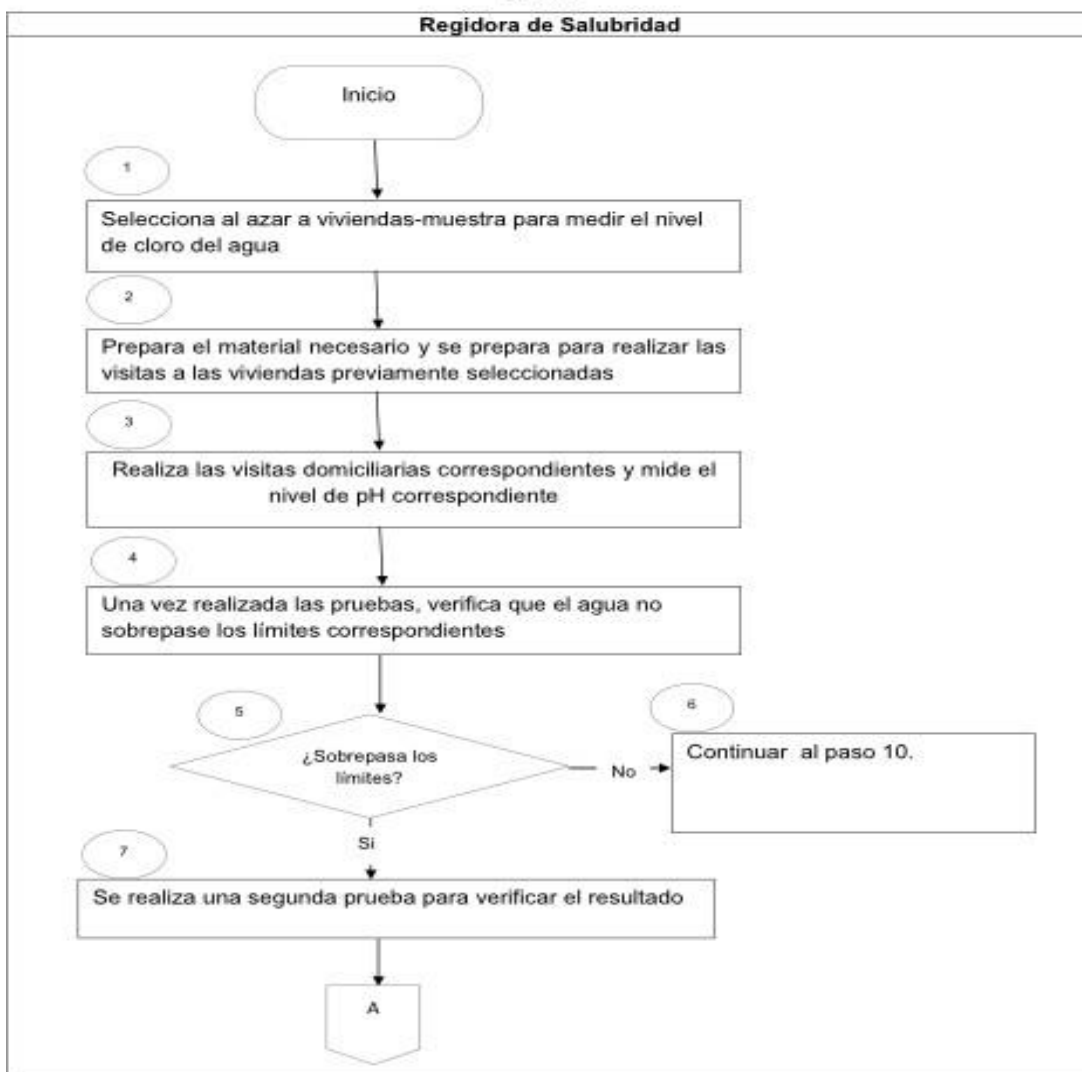 Regidora de Salubridad
Inicio
1
Selecciona al azar a viviendas-muestra para medir el nivel
de cloro del agua
2
Prepara el material necesario y se prepara para realizar las
visitas a las viviendas previamente seleccionadas
3
Realiza las visitas domiciliarias correspondientes y mide el
nivel de pH correspondiente
4
Una vez realizada las pruebas, verifica que el agua no
sobrepase los límites correspondientes
5
¿Sobrepasa los
límites?
No
6
Continuar al paso 10.
Si
7
Se realiza una segunda prueba para verificar el resultado
A